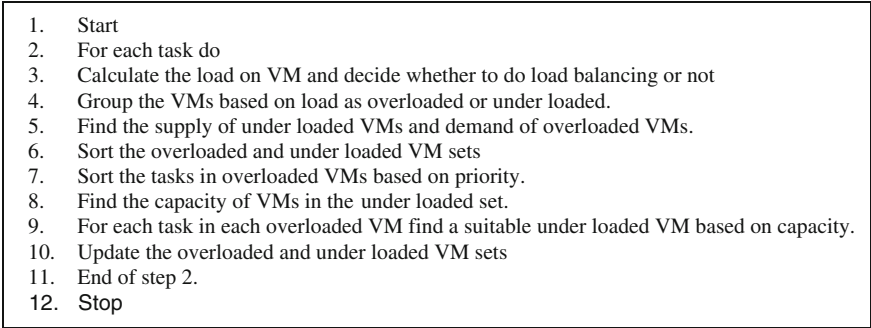 1. Start
2. For each task do
3. Calculate the load on VM and decide whether to do load balancing or not
4. Group the VMs based on load as overloaded or under loaded.
5. Find the supply of under loaded VMs and demand of overloaded VMs.
6. Sort the overloaded and under loaded VM sets
7. Sort the tasks in overloaded VMs based on priority.
8. Find the capacity of VMs in the under loaded set.
9. For each task in each overloaded VM find a suitable under loaded VM based on capacity.
10. Update the overloaded and under loaded VM sets
11. End of step 2.
12. Stop